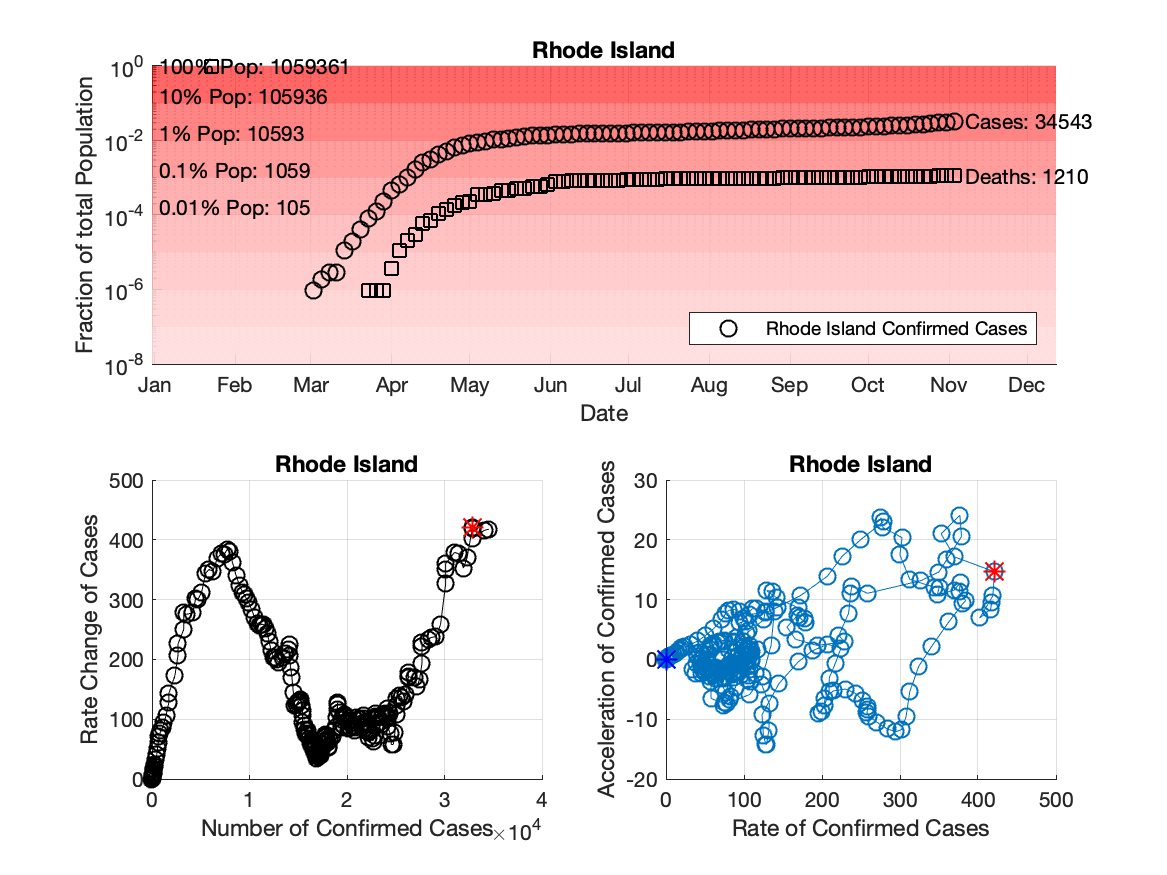 Rhode Island
Fraction of total Population
10^0
10^-2
10^-4
10^-6
10^-8
100% Pop: 1059361
10% Pop: 105936
1% Pop: 10593
0.1% Pop: 1059
0.01% Pop: 105
Cases: 34543
Deaths: 1210
Rhode Island Confirmed Cases
Jan Feb Mar Apr May Jun Jul Aug Sep Oct Nov Dec
Date
Rhode Island
Rate Change of Cases
500
400
300
200
100
0
0 1 2 3 4
Number of Confirmed Cases ×10^4
Rhode Island
Acceleration of Confirmed Cases
30
20
10
0
-10
-20
0 100 200 300 400 500
Rate of Confirmed Cases